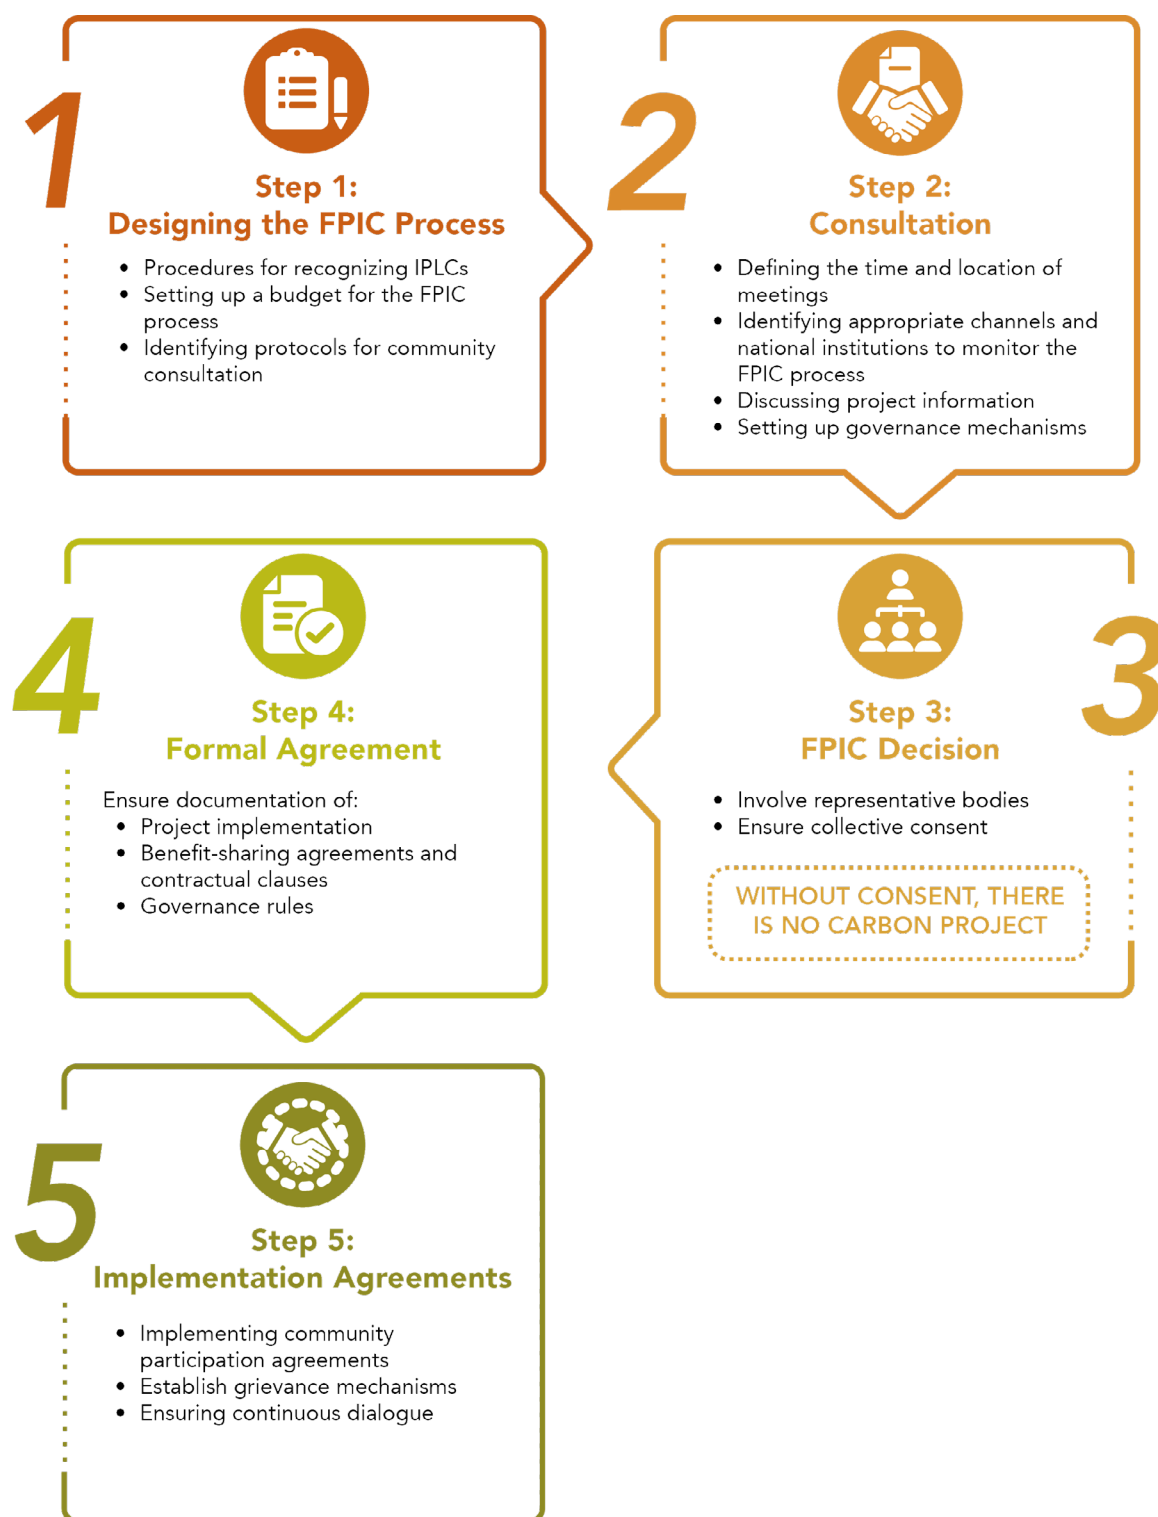 1
Step 1:
Designing the FPIC Process
• Procedures for recognizing IPLCs
• Setting up a budget for the FPIC
process
• Identifying protocols for community
consultation
2
Step 2:
Consultation
• Defining the time and location of
meetings
• Identifying appropriate channels and
national institutions to monitor the
FPIC process
• Discussing project information
• Setting up governance mechanisms
3
Step 3:
FPIC Decision
• Involve representative bodies
• Ensure collective consent
WITHOUT CONSENT, THERE
IS NO CARBON PROJECT
4
Step 4:
Formal Agreement
Ensure documentation of:
• Project implementation
• Benefit-sharing agreements and
contractual clauses
• Governance rules
5
Step 5:
Implementation Agreements
• Implementing community
participation agreements
• Establish grievance mechanisms
• Ensuring continuous dialogue